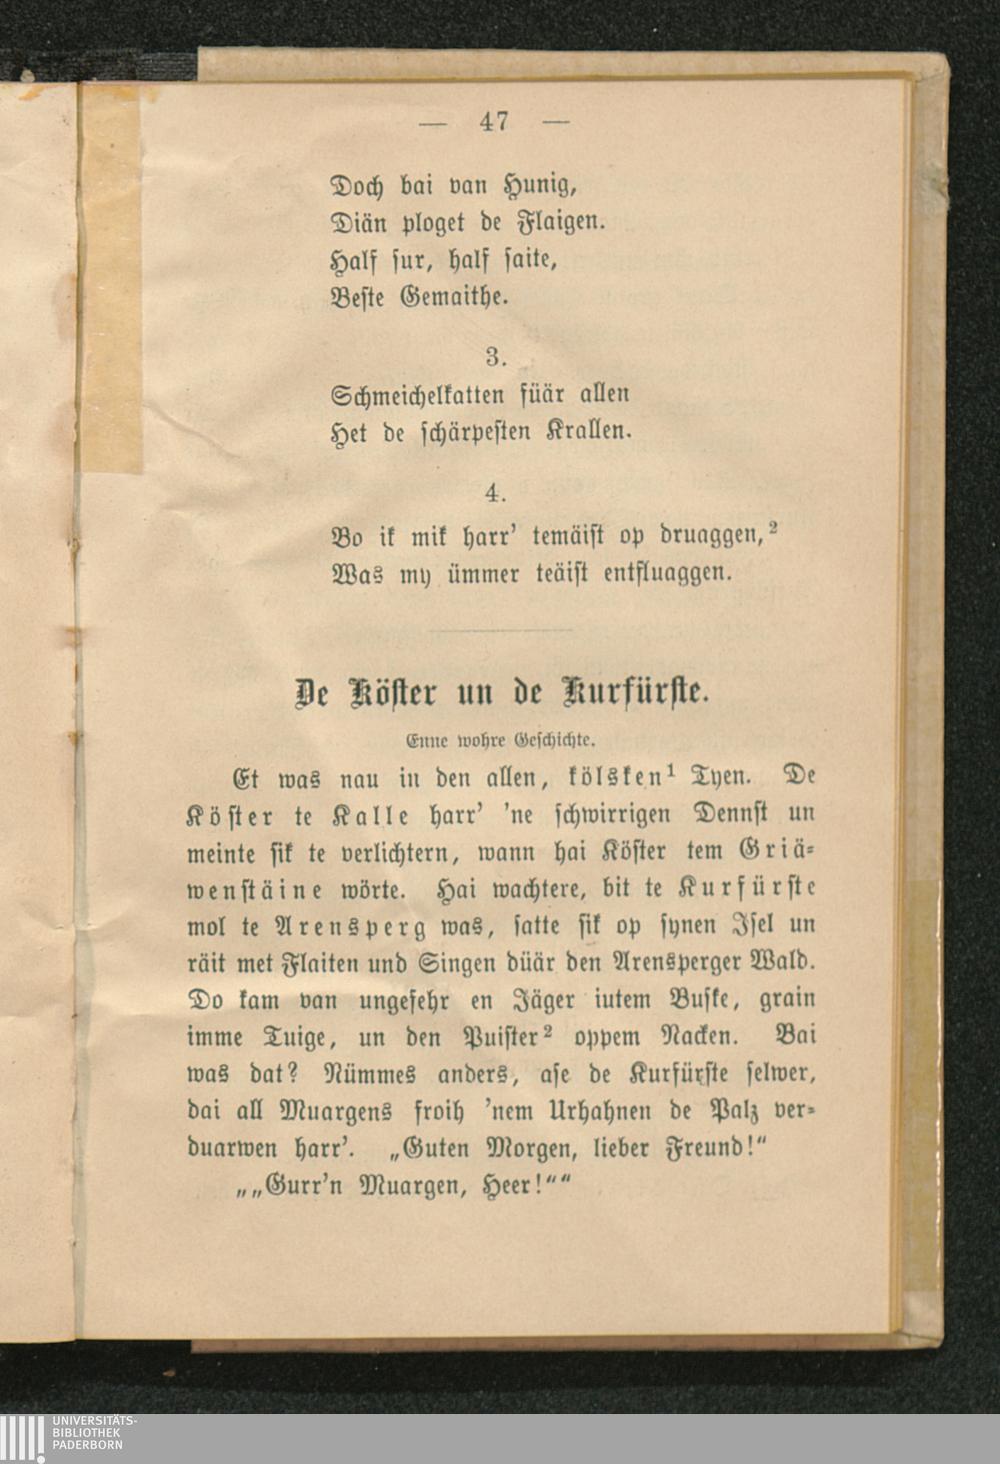 — 47 —
Doch bai van Hunig,
Diän ploget de Flaigen.
Half sur, half saite,
Beste Gemaithe.
3.
Schmeichelkatten füär allen
Het de schärpesten Krallen.
4.
Bo ik mik harr' temäist op druaggen,²
Was my ümmer teäist entfluaggen.
De Köster un de Kurfürste.
Enne wohre Geschichte.
Et was nau in den allen, kölsken¹ Tyen. De
Köster te Kalle harr' 'ne schwirrigen Dennst un
meinte sik te verlichtern, wann hai Köster tem Griä-
wenstäine wörte. Hai wachtere, bit te Kurfürste
mol te Arensperg was, satte sik op synen Isel un
räit met Flaiten und Singen düär den Arensperger Wald.
Do kam van ungefehr en Jäger iutem Buske, grain
imme Tuige, un den Puister² oppem Nacken. Bai
was dat? Nümmes anders, ase de Kurfürste selwer,
dai all Muargens froih 'nem Urhahnen de Palz ver-
duarwen harr'. „Guten Morgen, lieber Freund!“
„„Gurr'n Muargen, Heer!““
UNIVERSITÄTS-
BIBLIOTHEK
PADERBORN